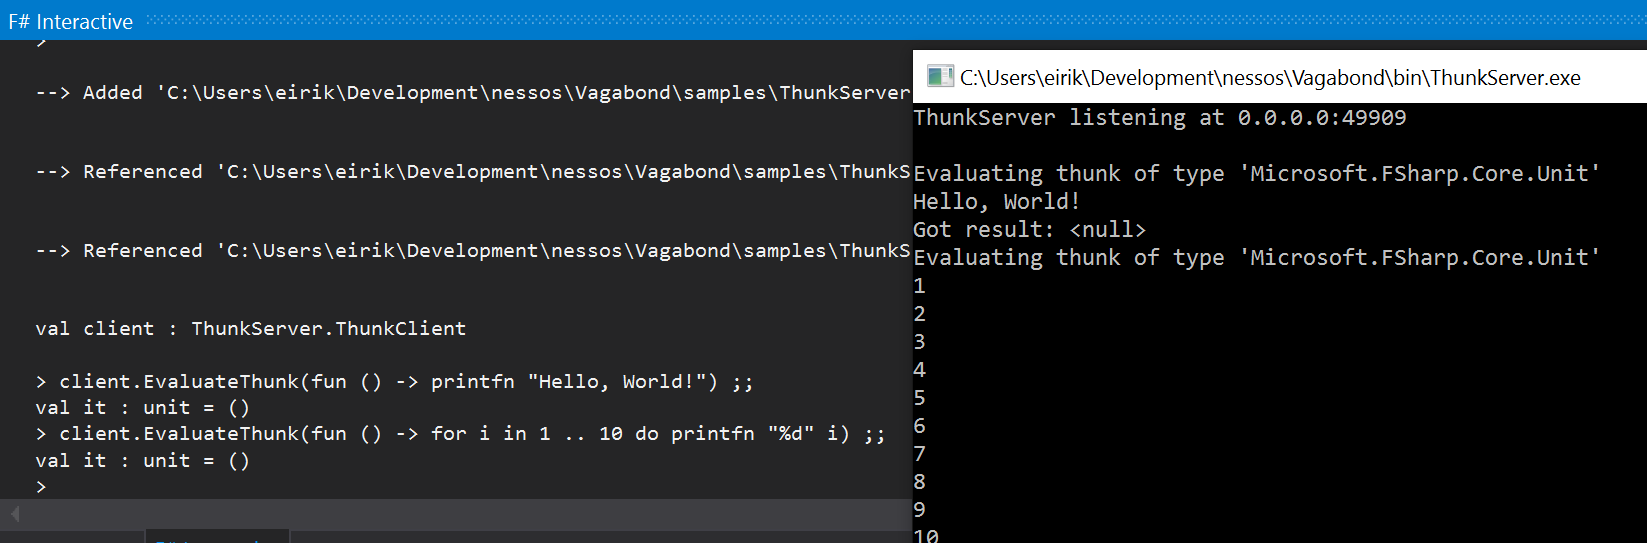 F# Interactive
>
--> Added 'C:\Users\eirik\Development\nessos\Vagabond\samples\ThunkServer
--> Referenced 'C:\Users\eirik\Development\nessos\Vagabond\samples\ThunkS
--> Referenced 'C:\Users\eirik\Development\nessos\Vagabond\samples\ThunkS
val client : ThunkServer.ThunkClient
> client.EvaluateThunk(fun () -> printfn "Hello, World!") ;;
val it : unit = ()
> client.EvaluateThunk(fun () -> for i in 1 .. 10 do printfn "%d" i) ;;
val it : unit = ()
>
C:\Users\eirik\Development\nessos\Vagabond\bin\ThunkServer.exe
ThunkServer listening at 0.0.0.0:49909
Evaluating thunk of type 'Microsoft.FSharp.Core.Unit'
Hello, World!
Got result: <null>
Evaluating thunk of type 'Microsoft.FSharp.Core.Unit'
1
2
3
4
5
6
7
8
9
10